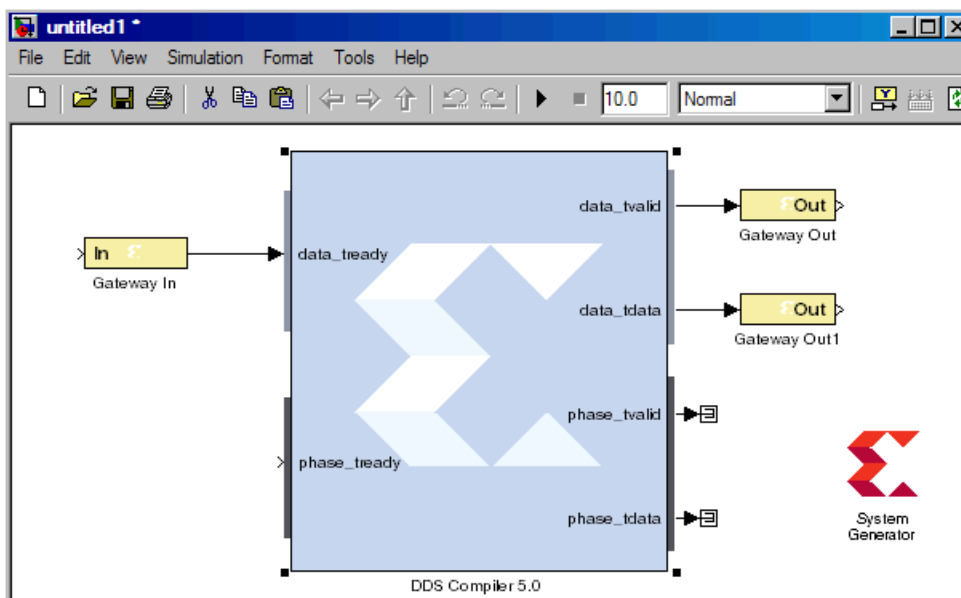 untitled1 *
File Edit View Simulation Format Tools Help
10.0 Normal
data_tvalid Out
Gateway Out
In data_tready
Gateway In
data_tdata Out
Gateway Out1
phase_tvalid
phase_tready
phase_tdata
System
Generator
DDS Compiler 5.0